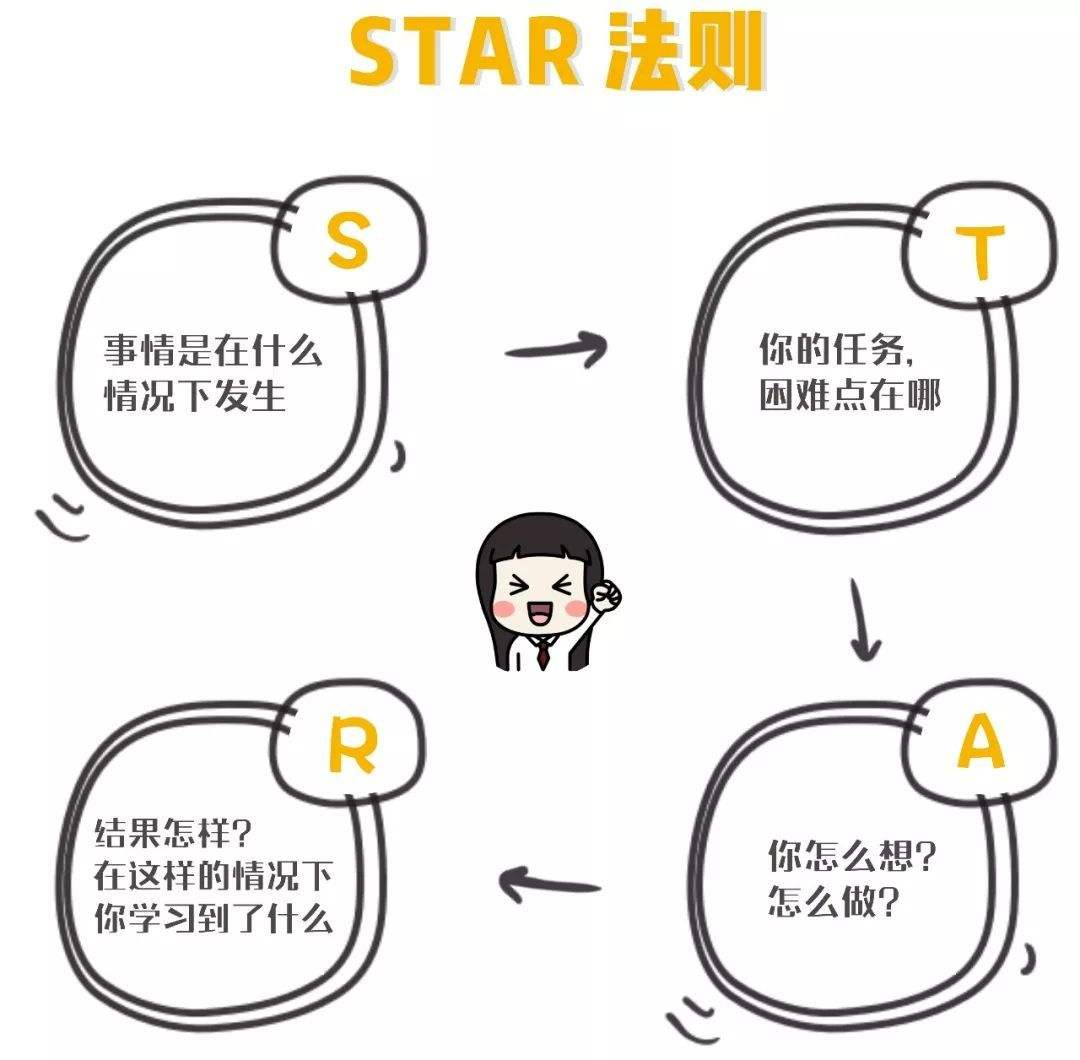 STAR 法则
S
事情是在什么
情况下发生
T
你的任务,
困难点在哪
A
你怎么想?
怎么做?
R
结果怎样?
在这样的情况下
你学习到了什么